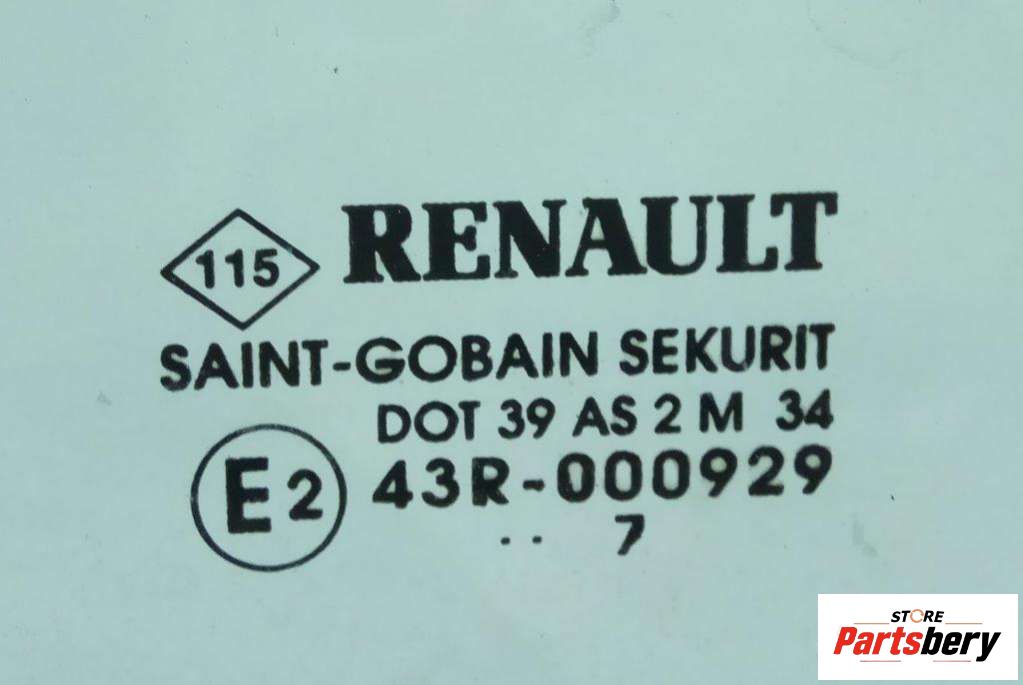 115 RENAULT
SAINT-GOBAIN SEKURIT
DOT 39 AS 2 M 34
E2 43R-000929
.. 7
STORE
Partsbery